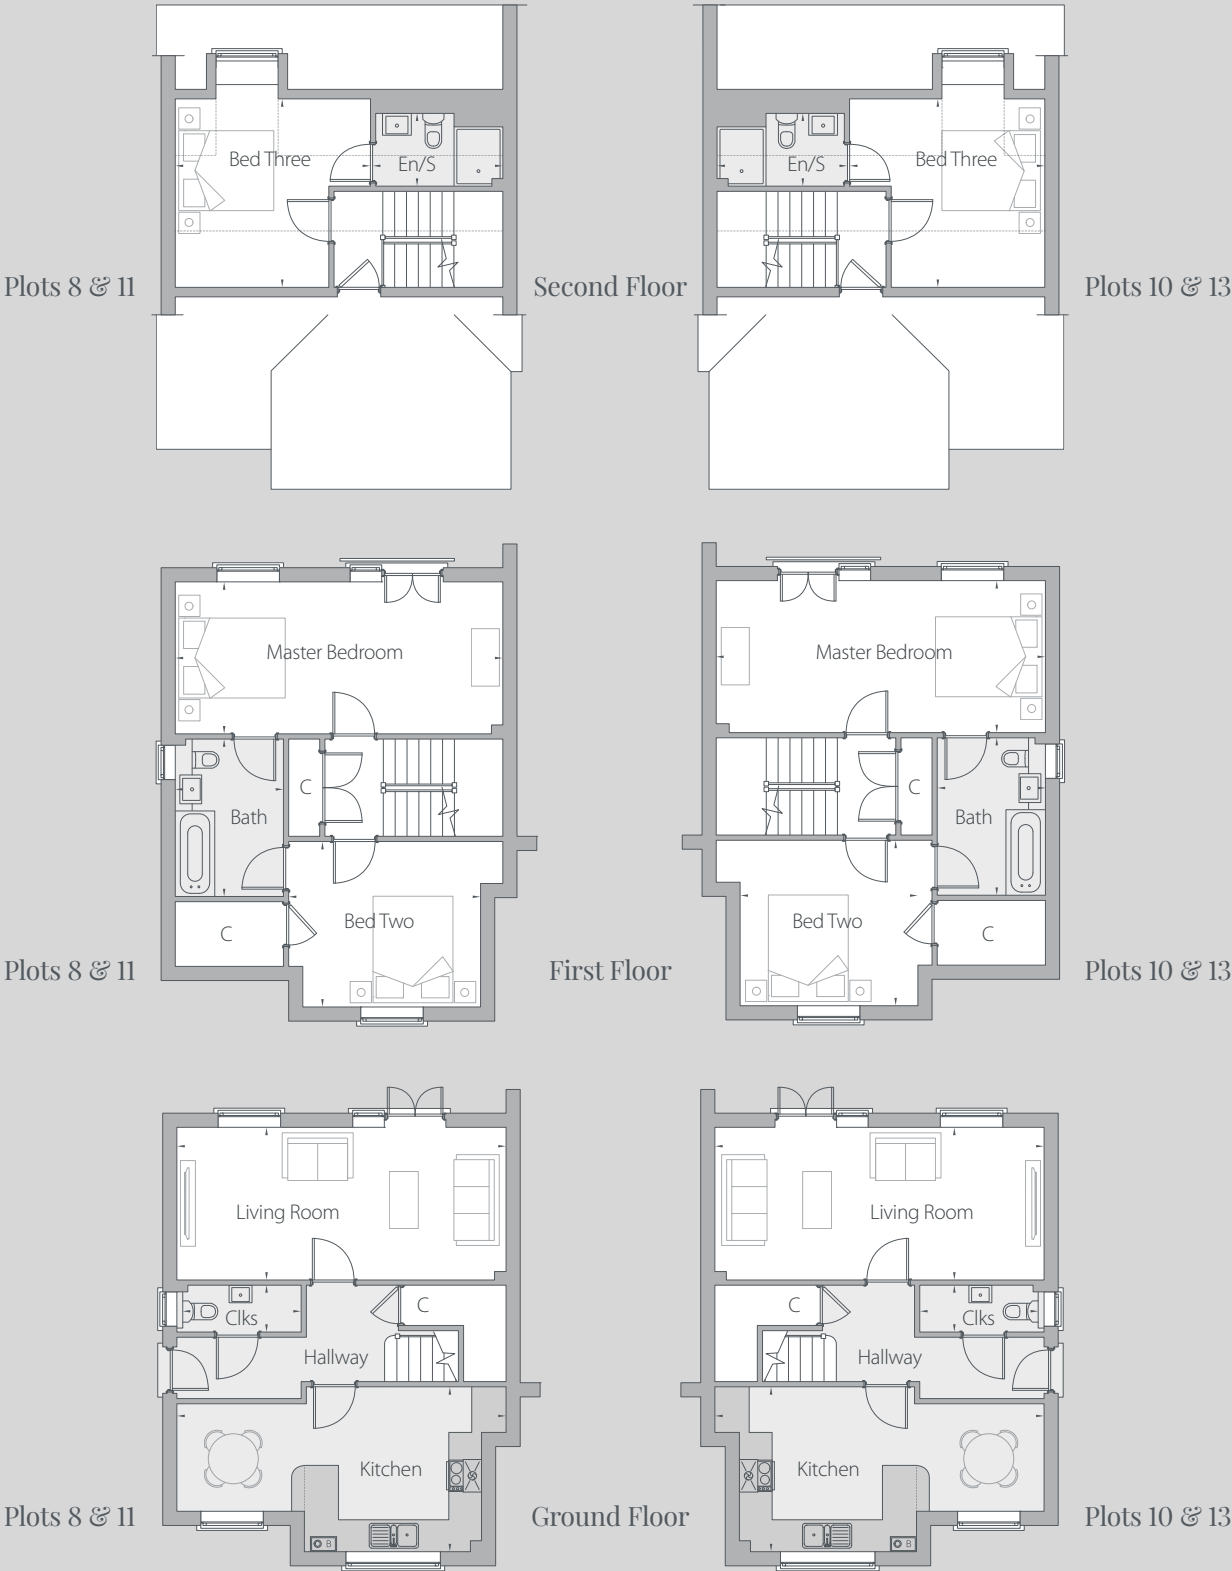 Bed Three
En/S
En/S
Bed Three
Plots 8 & 11
Second Floor
Plots 10 & 13
Master Bedroom
Master Bedroom
C
C
Bath
Bath
Bed Two
Bed Two
C
C
Plots 8 & 11
First Floor
Plots 10 & 13
Living Room
Living Room
Clks
C
C
Clks
Hallway
Hallway
Kitchen
Kitchen
Plots 8 & 11
Ground Floor
Plots 10 & 13
B
B